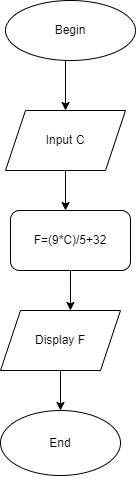 Begin
Input C
F=(9*C)/5+32
Display F
End